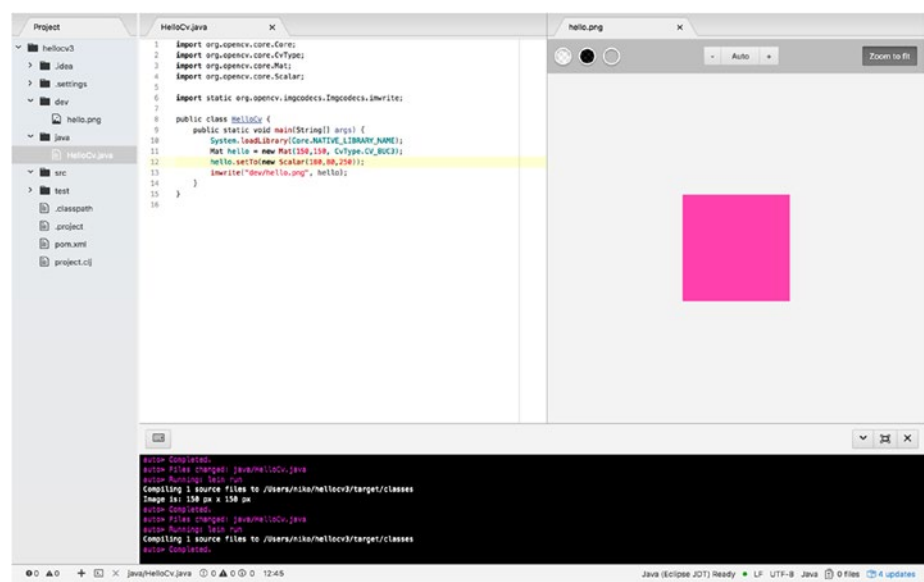 Project
hellocv3
.idea
.settings
dev
hello.png
java
HelloCv.java
src
test
.classpath
.project
pom.xml
project.clj
HelloCv.java ×
1 import org.opencv.core.Core;
2 import org.opencv.core.CvType;
3 import org.opencv.core.Mat;
4 import org.opencv.core.Scalar;
5
6 import static org.opencv.imgcodecs.Imgcodecs.imwrite;
7
8 public class HelloCv {
9 public static void main(String[] args) {
10 System.loadLibrary(Core.NATIVE_LIBRARY_NAME);
11 Mat hello = new Mat(150,150, CvType.CV_8UC3);
12 hello.setTo(new Scalar(180,80,250));
13 imwrite("dev/hello.png", hello);
14 }
15 }
16
hello.png ×
- Auto +
Zoom to fit
auto> Completed.
auto> Files changed: java/HelloCv.java
auto> Running: lein run
Compiling 1 source files to /Users/niko/hellocv3/target/classes
Image is: 150 px x 150 px
auto> Completed.
auto> Files changed: java/HelloCv.java
auto> Running: lein run
Compiling 1 source files to /Users/niko/hellocv3/target/classes
auto> Completed.
0 0 + × java/HelloCv.java 0 0 0 12:45
Java (Eclipse JDT) Ready LF UTF-8 Java 0 files 4 updates